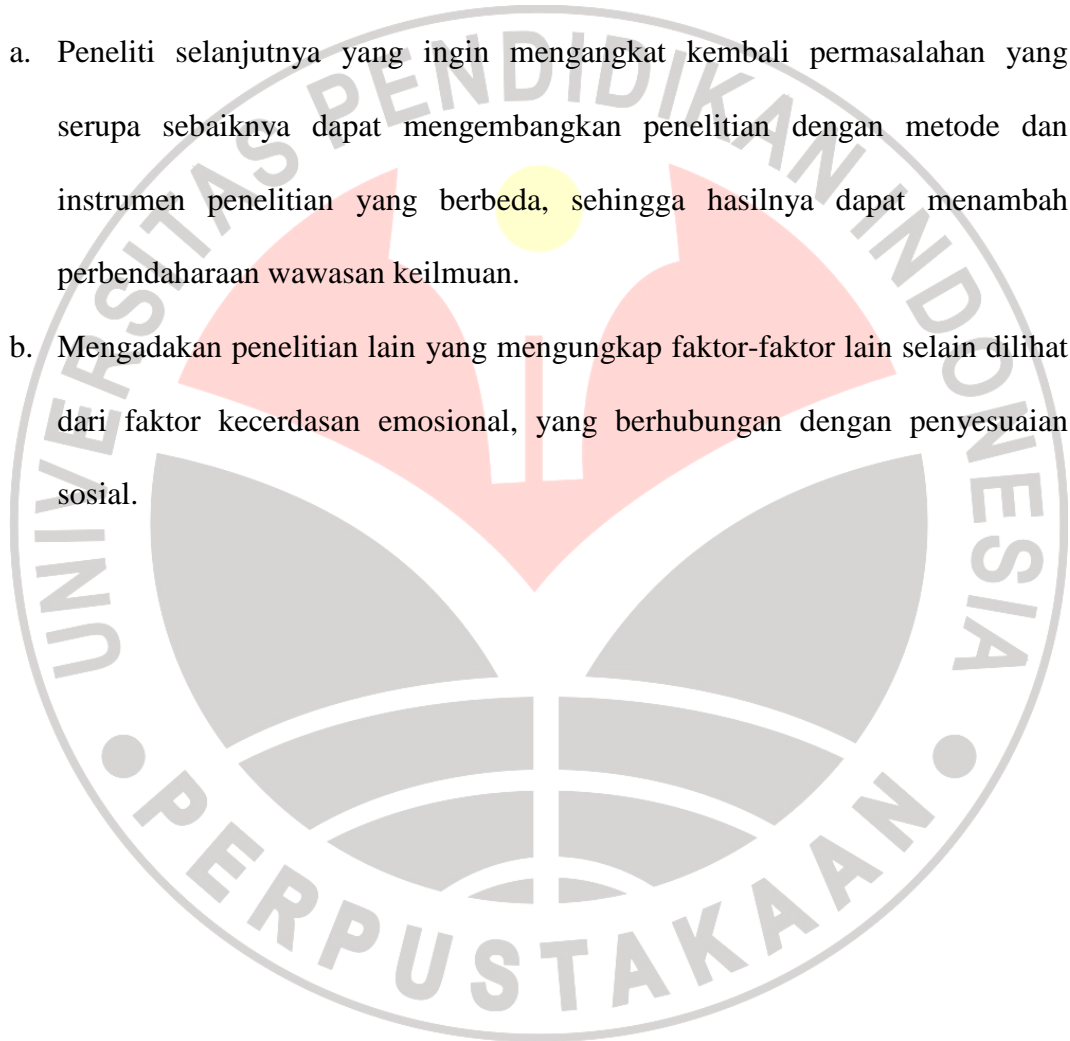 a. Peneliti selanjutnya yang ingin mengangkat kembali permasalahan yang
serupa sebaiknya dapat mengembangkan penelitian dengan metode dan
instrumen penelitian yang berbeda, sehingga hasilnya dapat menambah
perbendaharaan wawasan keilmuan.
b. Mengadakan penelitian lain yang mengungkap faktor-faktor lain selain dilihat
dari faktor kecerdasan emosional, yang berhubungan dengan penyesuaian
sosial.
UNIVERSITAS PENDIDIKAN INDONESIA
PERPUSTAKAAN